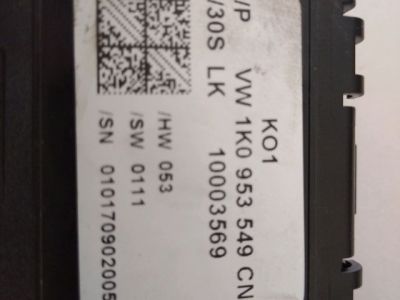 KO1
/P VW 1K0 953 549 CN
/30S LK 10003569
/HW 053
/SW 0111
/SN 010170902005